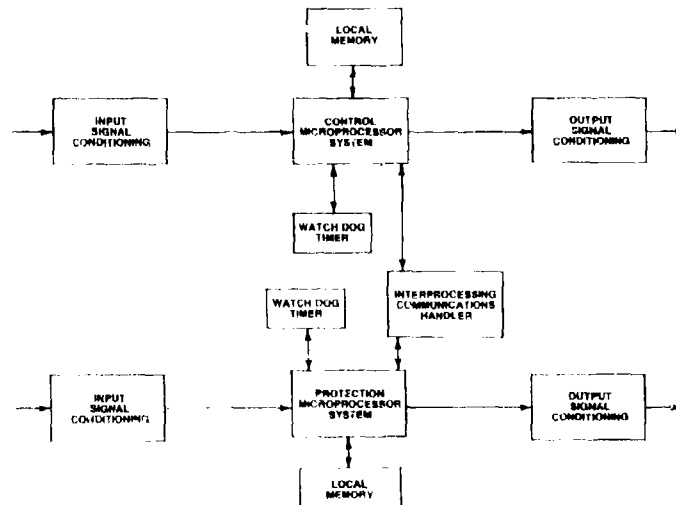 LOCAL
MEMORY
INPUT
SIGNAL
CONDITIONING
CONTROL
MICROPROCESSOR
SYSTEM
OUTPUT
SIGNAL
CONDITIONING
WATCH DOG
TIMER
WATCH DOG
TIMER
INTERPROCESSING
COMMUNICATIONS
HANDLER
INPUT
SIGNAL
CONDITIONING
PROTECTION
MICROPROCESSOR
SYSTEM
OUTPUT
SIGNAL
CONDITIONING
LOCAL
MEMORY